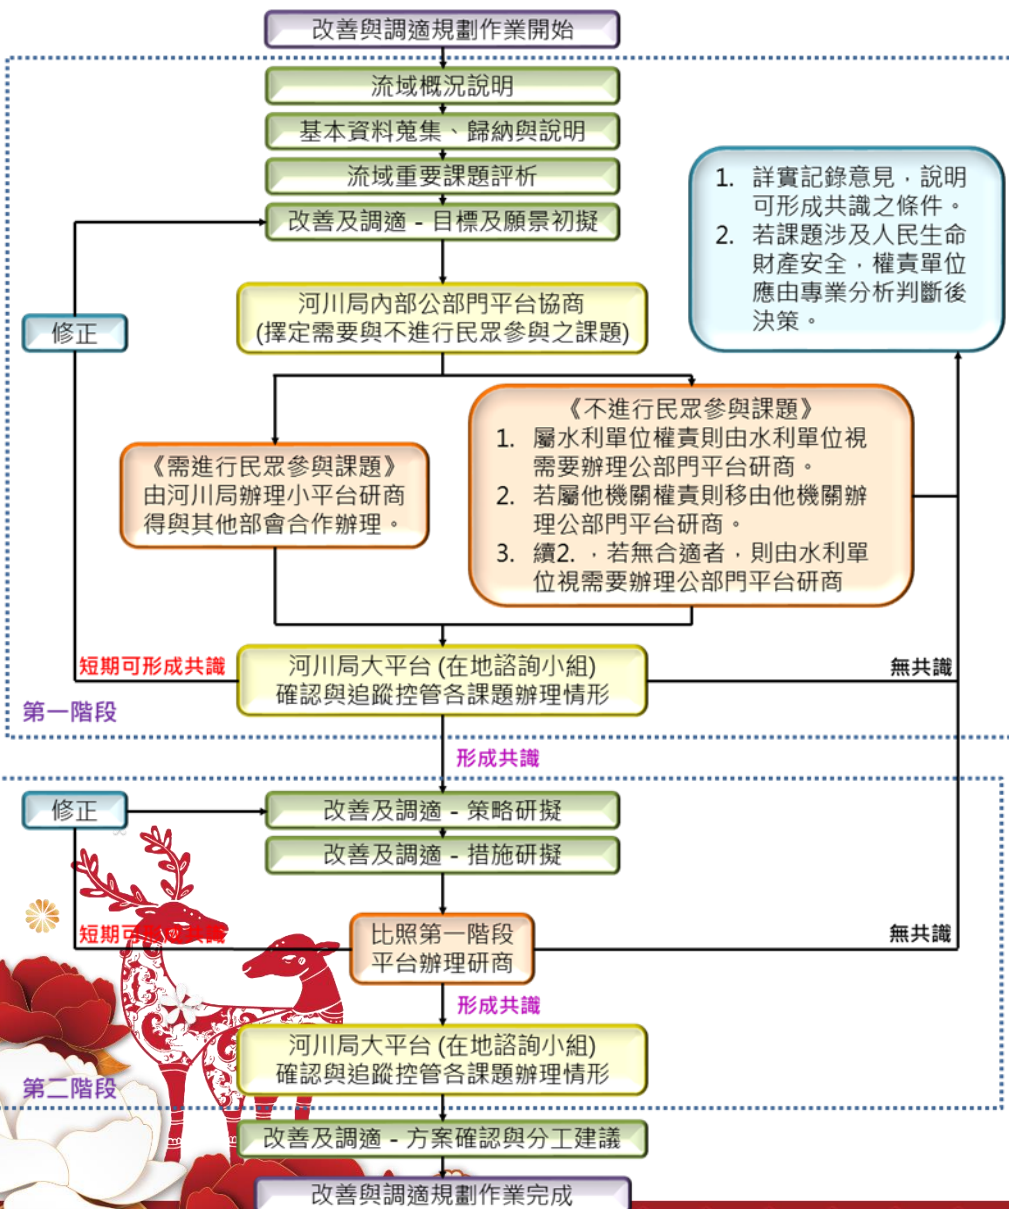 改善與調適規劃作業開始
流域概況說明
基本資料蒐集、歸納與說明
流域重要課題評析
改善及調適 - 目標及願景初擬
1. 詳實記錄意見，說明
可形成共識之條件。
2. 若課題涉及人民生命
財產安全，權責單位
應由專業分析判斷後
決策。
河川局內部公部門平台協商
(擇定需要與不進行民眾參與之課題)
修正
《需進行民眾參與課題》
由河川局辦理小平台研商
得與其他部會合作辦理。
《不進行民眾參與課題》
1. 屬水利單位權責則由水利單位視
需要辦理公部門平台研商。
2. 若屬他機關權責則移由他機關辦
理公部門平台研商。
3. 續2.，若無合適者，則由水利單
位視需要辦理公部門平台研商
短期可形成共識
河川局大平台 (在地諮詢小組)
確認與追蹤控管各課題辦理情形
無共識
第一階段
形成共識
修正
改善及調適 - 策略研擬
改善及調適 - 措施研擬
短期可形成共識
比照第一階段
平台辦理研商
無共識
形成共識
河川局大平台 (在地諮詢小組)
確認與追蹤控管各課題辦理情形
第二階段
改善及調適 - 方案確認與分工建議
改善與調適規劃作業完成